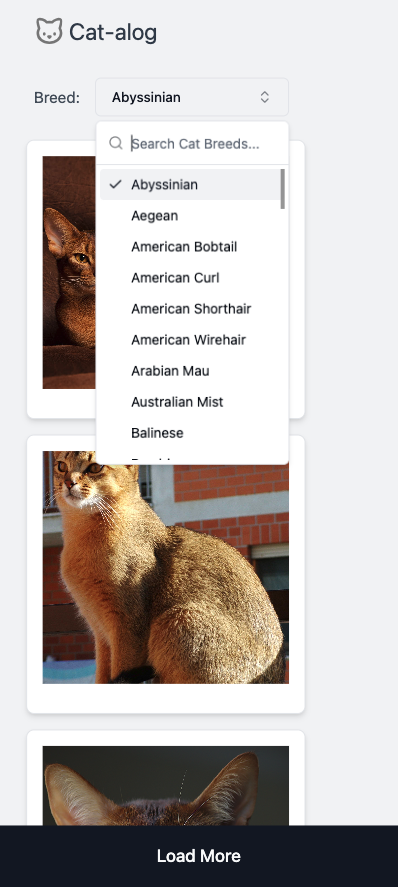 Cat-alog
Breed: Abyssinian
Search Cat Breeds...
Abyssinian
Aegean
American Bobtail
American Curl
American Shorthair
American Wirehair
Arabian Mau
Australian Mist
Balinese
Load More